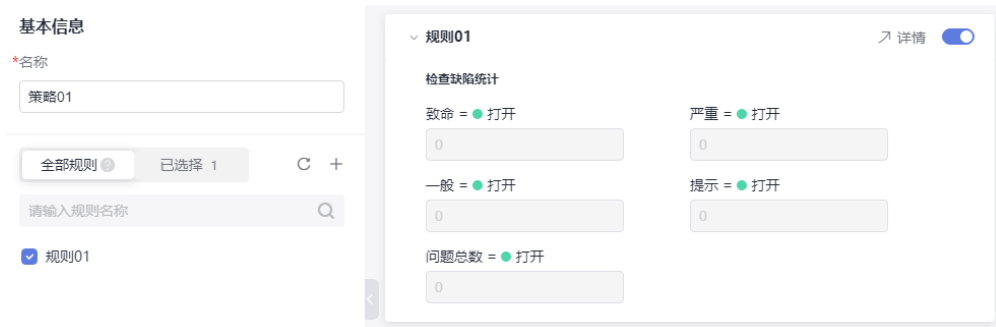 基本信息
*名称
策略01
全部规则 ?
已选择 1
请输入规则名称
规则01
规则01
详情
检查缺陷统计
致命 = 打开
严重 = 打开
0
0
一般 = 打开
提示 = 打开
0
0
问题总数 = 打开
0